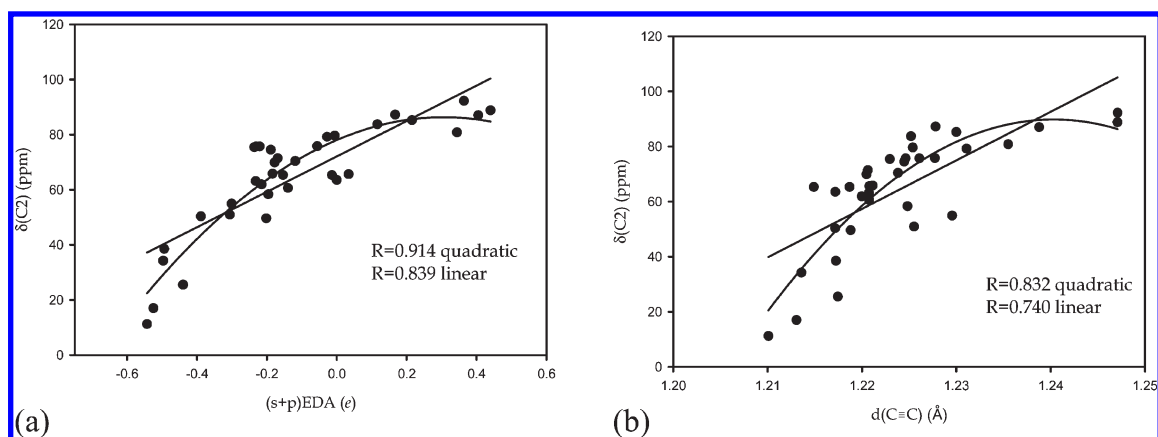 120
100
80
60
40
20
0
δ(C2) (ppm)
R=0.914 quadratic
R=0.839 linear
-0.6 -0.4 -0.2 0.0 0.2 0.4 0.6
(s+p)EDA (e)
(a)
120
100
80
60
40
20
0
δ(C2) (ppm)
R=0.832 quadratic
R=0.740 linear
1.20 1.21 1.22 1.23 1.24 1.25
d(C≡C) (Å)
(b)